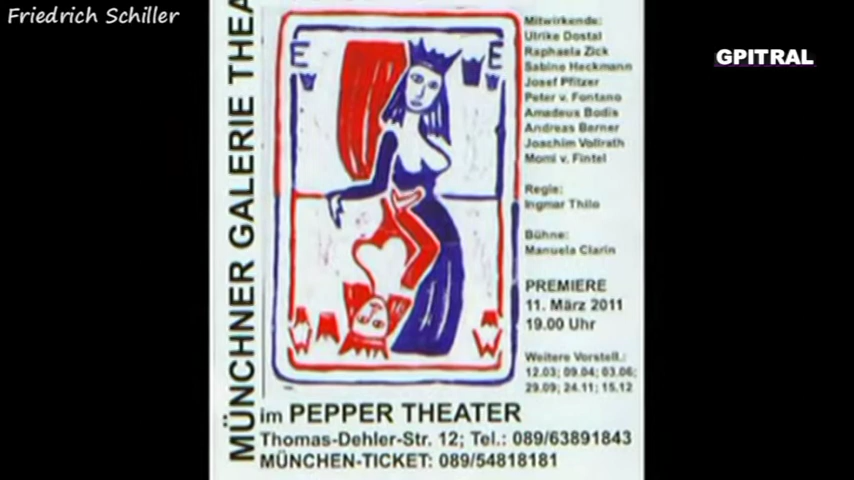 Friedrich Schiller
GPITRAL
MÜNCHNER GALERIE THEA
E
E
Mitwirkende:
Ulrike Dostal
Raphaela Zick
Sabine Heckmann
Josef Pfitzer
Peter v. Fontano
Amadeus Bodis
Andreas Berner
Joachim Vollrath
Momi v. Fintel
Regie:
Ingmar Thilo
Bühne:
Manuela Clarin
PREMIERE
11. März 2011
19.00 Uhr
Weitere Vorstell.:
12.03; 09.04; 03.06;
29.09; 24.11; 15.12
im PEPPER THEATER
Thomas-Dehler-Str. 12; Tel.: 089/63891843
MÜNCHEN-TICKET: 089/54818181